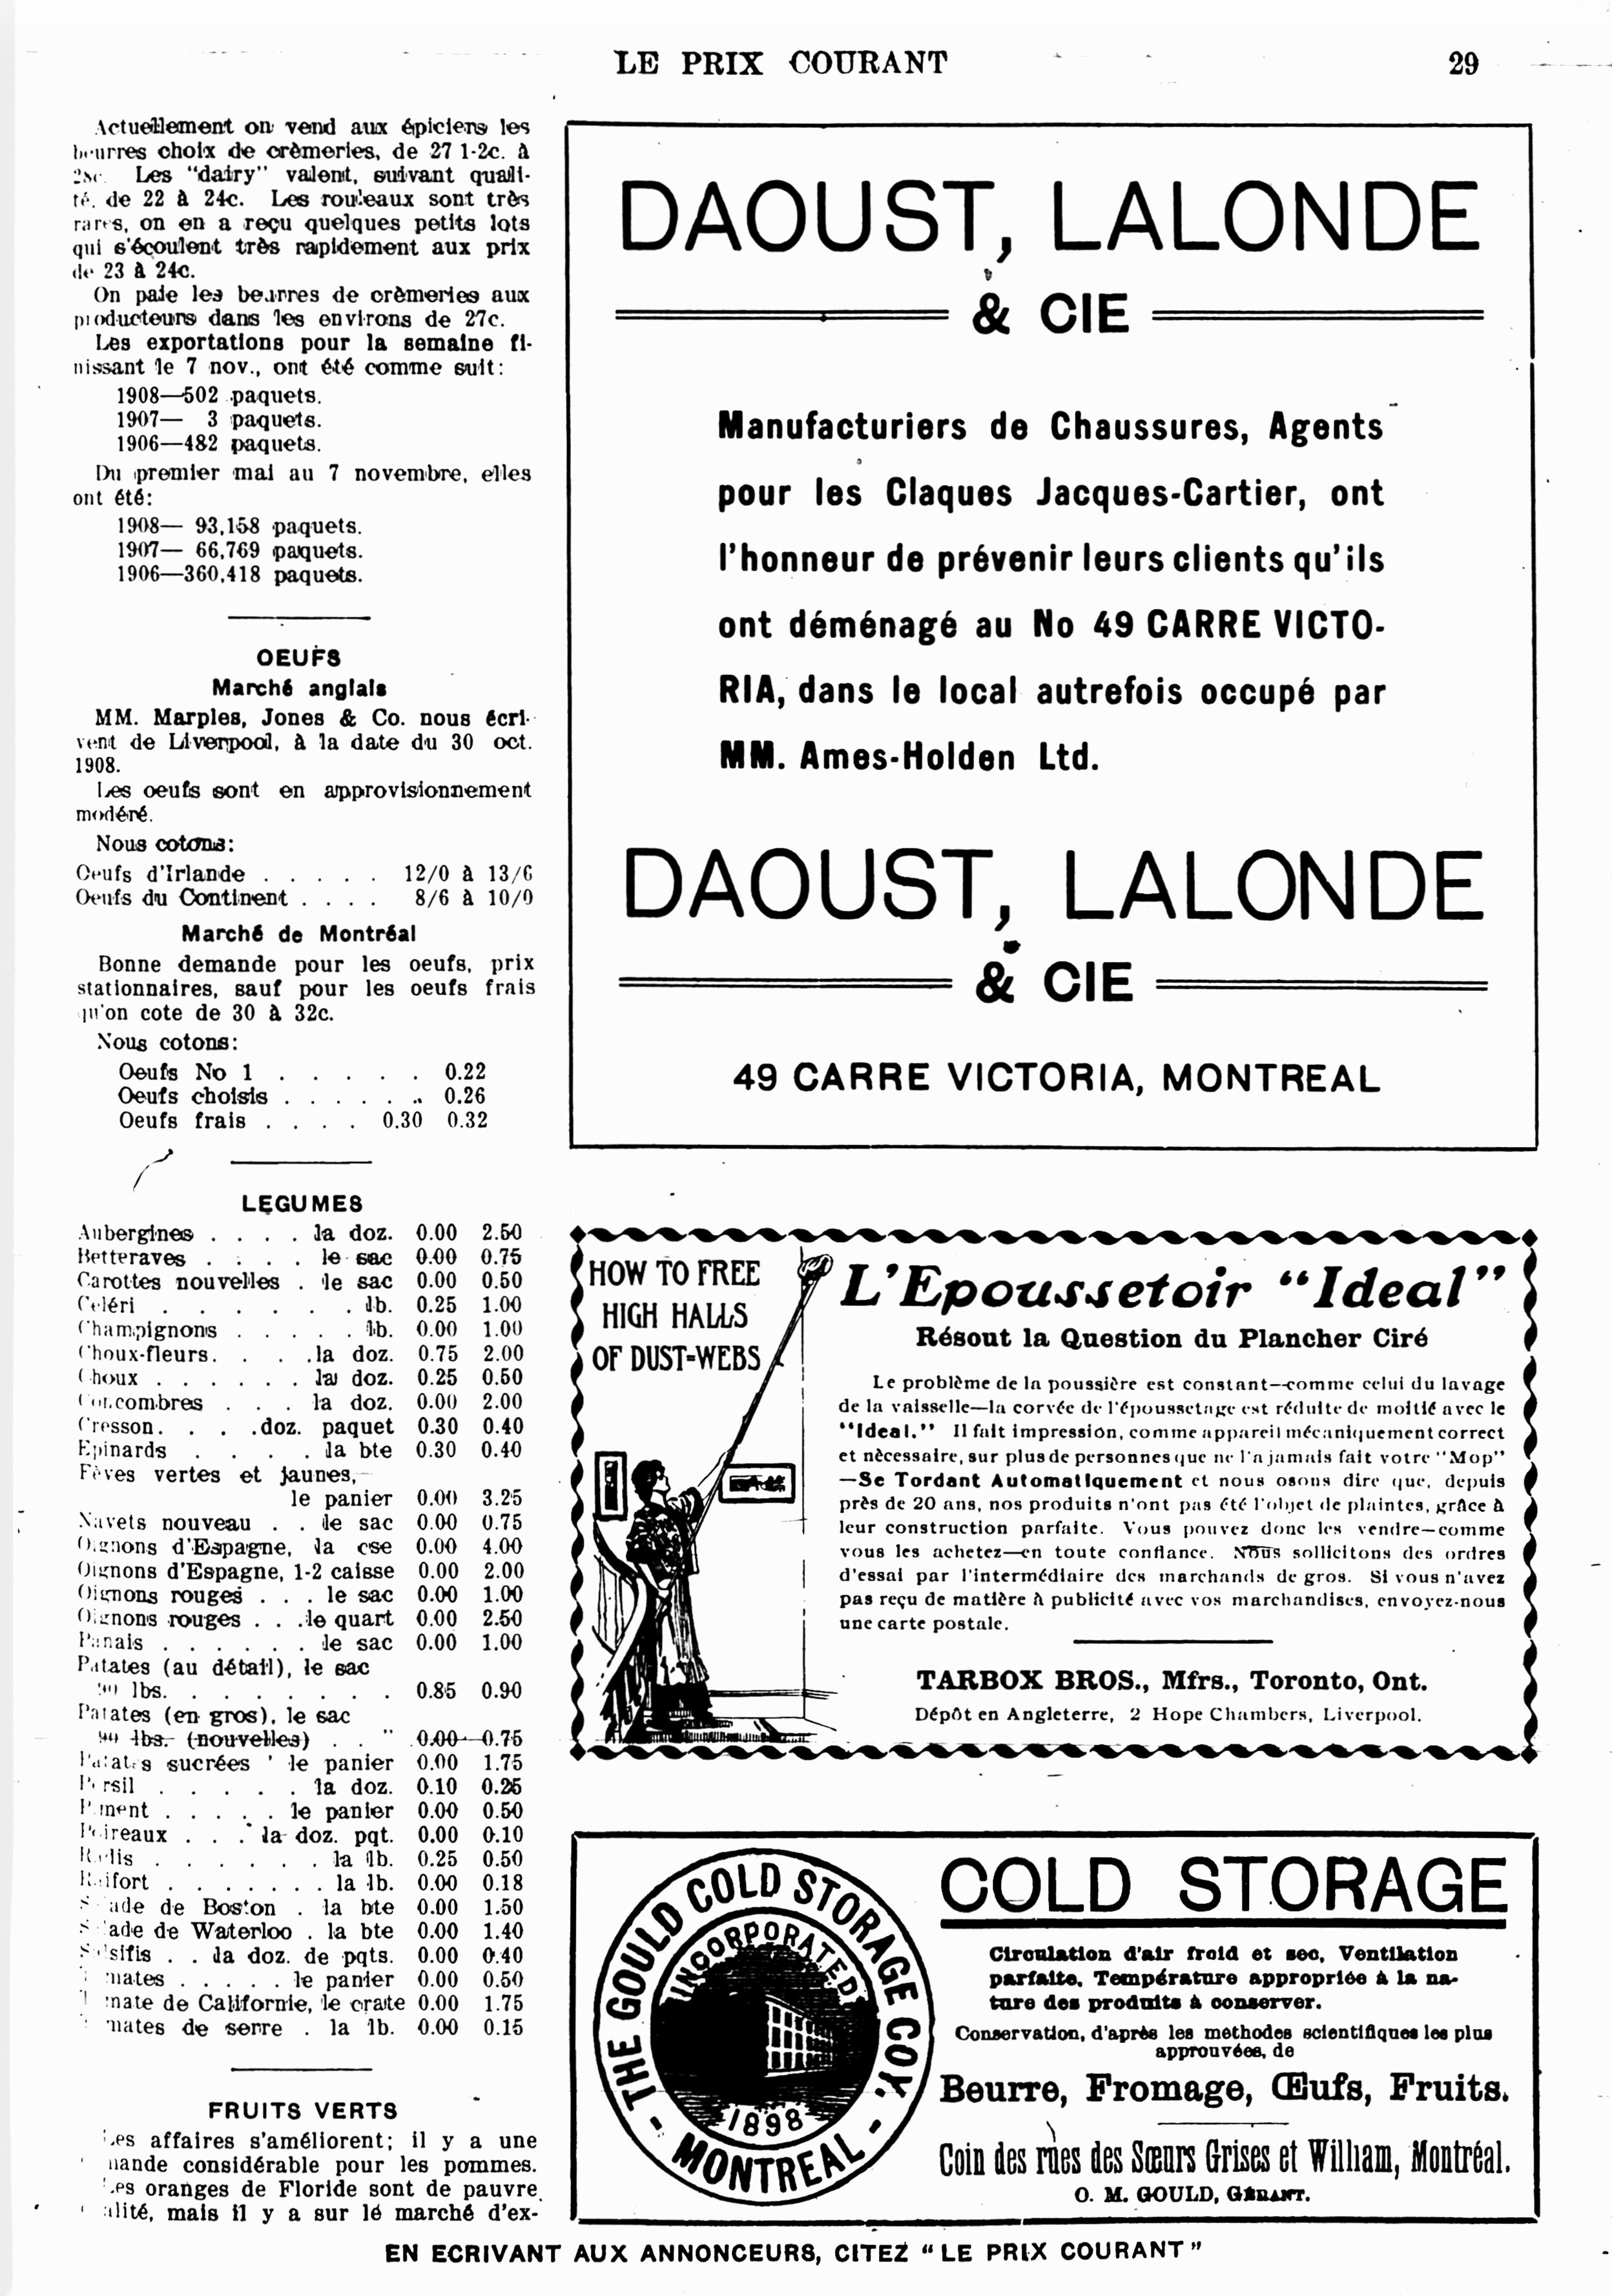 LE PRIX COURANT 29
Actuellement on vend aux épiciers les
beurres choix de crèmeries, de 27 1-2c. à
28c. Les "dairy" valent, suivant quali-
té, de 22 à 24c. Les rouleaux sont très
rares, on en a reçu quelques petits lots
qui s'écoulent très rapidement aux prix
de 23 à 24c.
On paie les beurres de crèmeries aux
producteurs dans les environs de 27c.
Les exportations pour la semaine fi-
nissant le 7 nov., ont été comme suit:
1908—502 paquets.
1907— 3 paquets.
1906—482 paquets.
Du premier mai au 7 novembre, elles
ont été:
1908— 93,158 paquets.
1907— 66,769 paquets.
1906—360,418 paquets.
OEUFS
Marché anglais
MM. Marples, Jones & Co. nous écri-
vent de Liverpool, à la date du 30 oct.
1908.
Les oeufs sont en approvisionnement
modéré.
Nous cotons:
Oeufs d'Irlande . . . . . 12/0 à 13/6
Oeufs du Continent . . . . 8/6 à 10/0
Marché de Montréal
Bonne demande pour les oeufs, prix
stationnaires, sauf pour les oeufs frais
qu'on cote de 30 à 32c.
Nous cotons:
Oeufs No 1 . . . . . 0.22
Oeufs choisis . . . . . . 0.26
Oeufs frais . . . . 0.30 0.32
LEGUMES
Aubergines . . . . la doz. 0.00 2.50
Betteraves . . . . le sac 0.00 0.75
Carottes nouvelles . le sac 0.00 0.50
Céléri . . . . . . . lb. 0.25 1.00
Champignons . . . . . lb. 0.00 1.00
Choux-fleurs. . . .la doz. 0.75 2.00
Choux . . . . . . la doz. 0.25 0.50
Concombres . . . la doz. 0.00 2.00
Cresson. . . .doz. paquet 0.30 0.40
Epinards . . . . la bte 0.30 0.40
Fèves vertes et jaunes,
le panier 0.00 3.25
Navets nouveau . . le sac 0.00 0.75
Oignons d'Espagne, la cse 0.00 4.00
Oignons d'Espagne, 1-2 caisse 0.00 2.00
Oignons rouges . . . le sac 0.00 1.00
Oignons rouges . . .le quart 0.00 2.50
Panais . . . . . . le sac 0.00 1.00
Patates (au détail), le sac
90 lbs. . . . . . . . 0.85 0.90
Patates (en gros), le sac
90 lbs. (nouvelles) . . " 0.00 0.75
Patates sucrées ' le panier 0.00 1.75
Persil . . . . . la doz. 0.10 0.25
Piment . . . . . le panier 0.00 0.50
Poireaux . . . la doz. pqt. 0.00 0.10
Radis . . . . . . la lb. 0.25 0.50
Raifort . . . . . . . la lb. 0.00 0.18
Salade de Boston . la bte 0.00 1.50
Salade de Waterloo . la bte 0.00 1.40
Salsifis . . la doz. de pqts. 0.00 0.40
Tomates . . . . . le panier 0.00 0.50
Tomate de Californie, le crate 0.00 1.75
Tomates de serre . la lb. 0.00 0.15
FRUITS VERTS
Les affaires s'améliorent; il y a une
mande considérable pour les pommes.
Les oranges de Floride sont de pauvre
alité, mais il y a sur lé marché d'ex-
DAOUST, LALONDE
& CIE
Manufacturiers de Chaussures, Agents
pour les Claques Jacques-Cartier, ont
l'honneur de prévenir leurs clients qu'ils
ont déménagé au No 49 CARRE VICTO-
RIA, dans le local autrefois occupé par
MM. Ames-Holden Ltd.
DAOUST, LALONDE
& CIE
49 CARRE VICTORIA, MONTREAL
HOW TO FREE
HIGH HALLS
OF DUST-WEBS
L'Epoussetoir "Ideal"
Résout la Question du Plancher Ciré
Le problème de la poussière est constant—comme celui du lavage
de la vaisselle—la corvée de l'époussetage est réduite de moitié avec le
"Ideal." Il fait impression, comme appareil mécaniquement correct
et nècessaire, sur plus de personnes que ne l'a jamais fait votre "Mop"
—Se Tordant Automatiquement et nous osons dire que, depuis
près de 20 ans, nos produits n'ont pas été l'objet de plaintes, grâce à
leur construction parfaite. Vous pouvez donc les vendre—comme
vous les achetez—en toute confiance. Nous sollicitons des ordres
d'essai par l'intermédiaire des marchands de gros. Si vous n'avez
pas reçu de matière à publicité avec vos marchandises, envoyez-nous
une carte postale.
TARBOX BROS., Mfrs., Toronto, Ont.
Dépôt en Angleterre, 2 Hope Chambers, Liverpool.
THE GOULD COLD STORAGE COY.
INCORPORATED
1898
- MONTREAL -
COLD STORAGE
Circulation d'air froid et sec, Ventilation
parfaite, Température appropriée à la na-
ture des produits à conserver.
Conservation, d'après les methodes scientifiques les plus
approuvées, de
Beurre, Fromage, Œufs, Fruits.
Coin des rues des Sœurs Grises et William, Montréal.
O. M. GOULD, GÉRANT.
EN ECRIVANT AUX ANNONCEURS, CITEZ "LE PRIX COURANT"